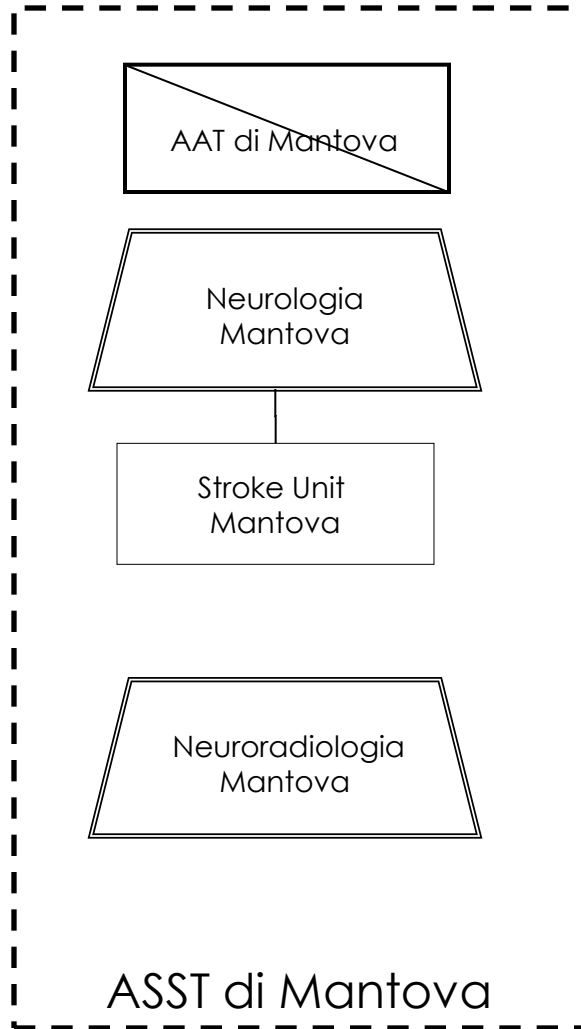 AAT di Mantova
Neurologia
Mantova
Stroke Unit
Mantova
Neuroradiologia
Mantova
ASST di Mantova